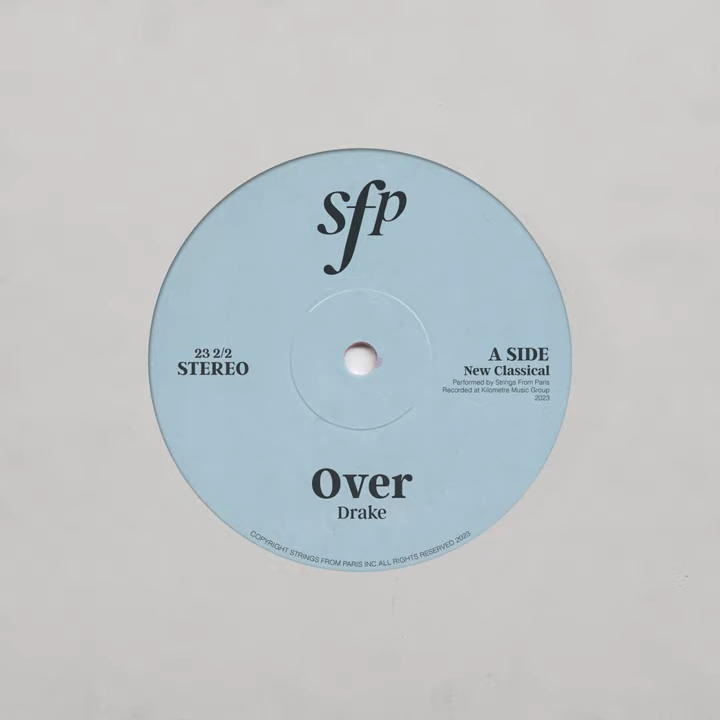 sfp
23 2/2
STEREO
A SIDE
New Classical
Performed by Strings From Paris
Recorded at Kilometre Music Group
2023
Over
Drake
COPYRIGHT STRINGS FROM PARIS INC ALL RIGHTS RESERVED 2023